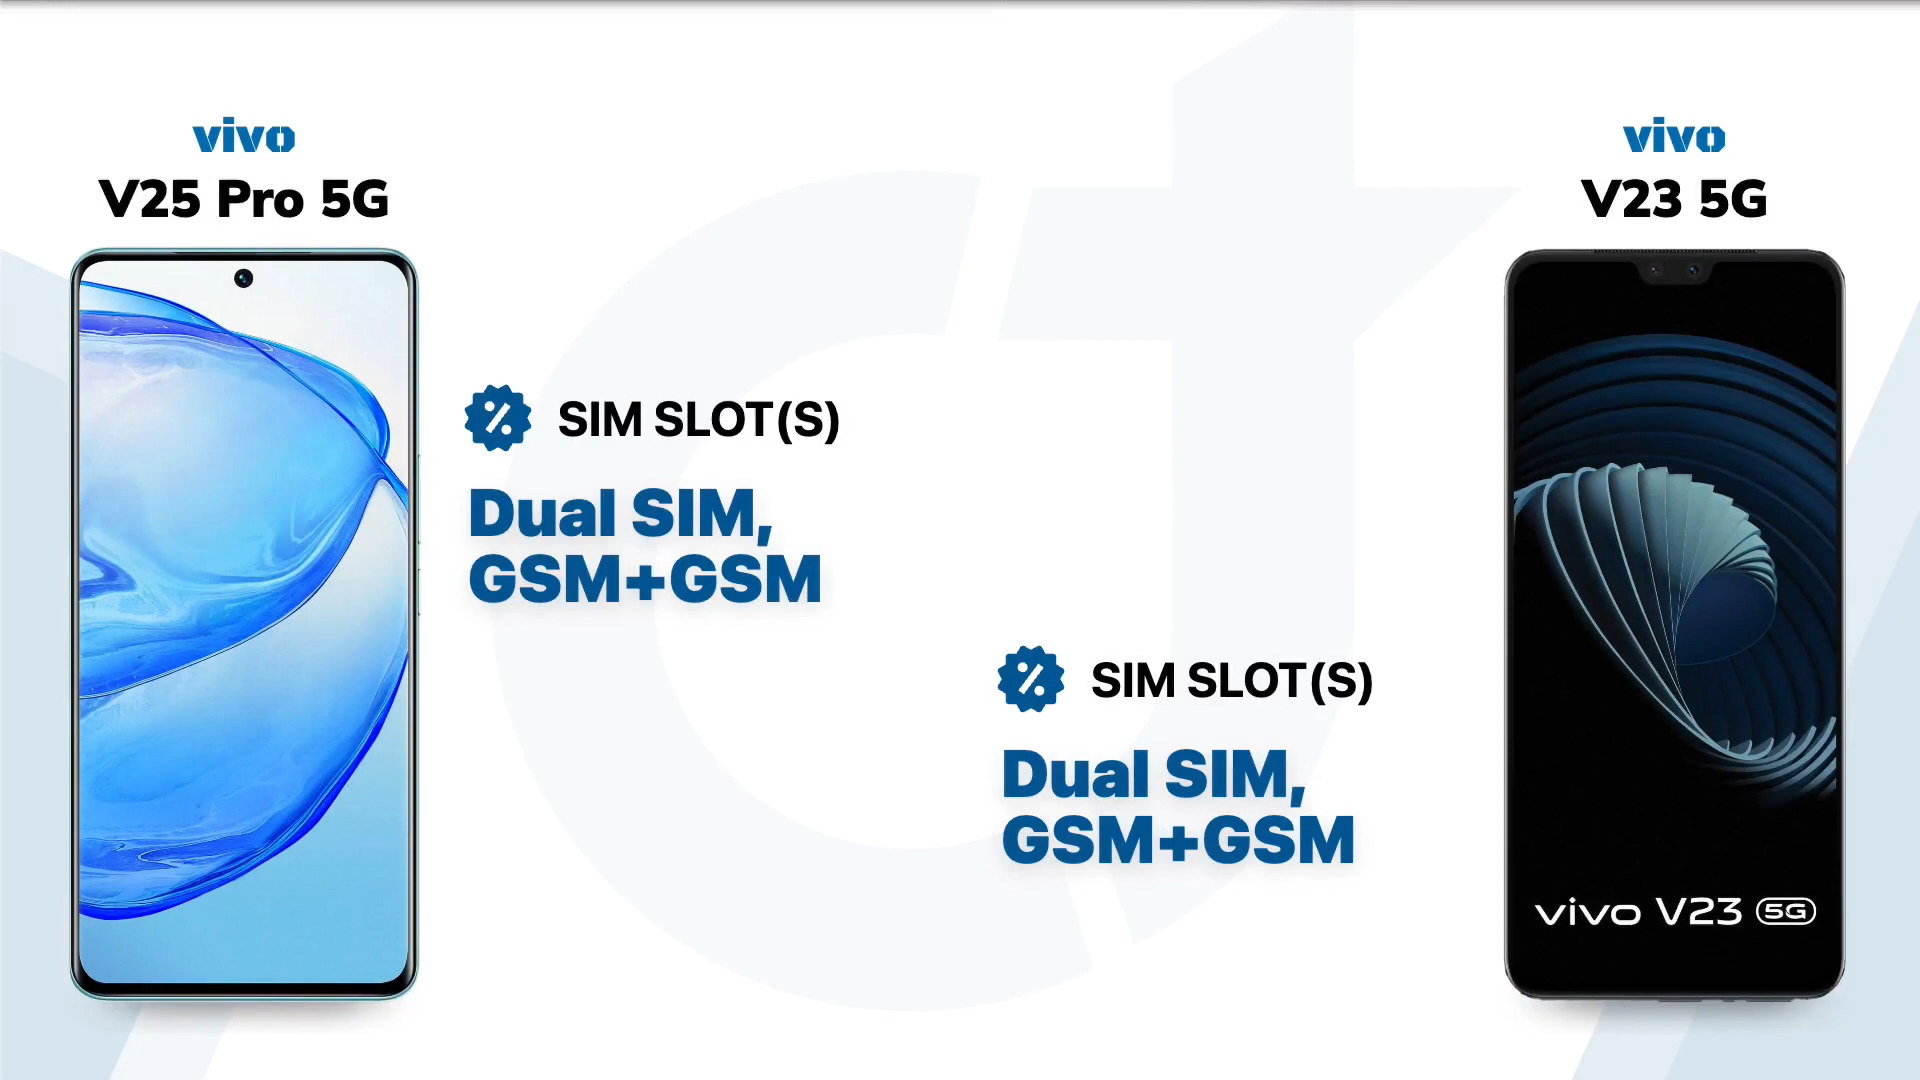 vivo
V25 Pro 5G
SIM SLOT(S)
Dual SIM,
GSM+GSM
vivo
V23 5G
SIM SLOT(S)
Dual SIM,
GSM+GSM
vivo V23 5G